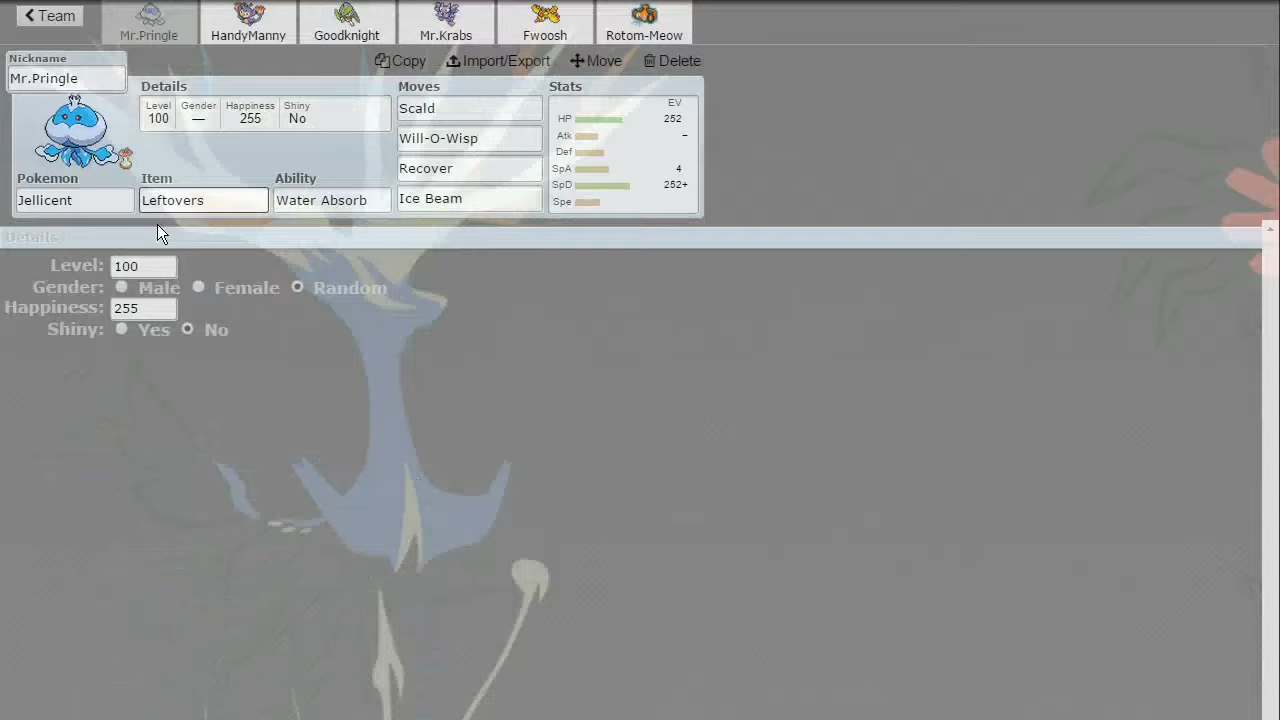 Team
Mr.Pringle
HandyManny
Goodknight
Mr.Krabs
Fwoosh
Rotom-Meow
Copy Import/Export Move Delete
Nickname
Mr.Pringle
Details
Level Gender Happiness Shiny
100 — 255 No
Pokemon Item Ability
Jellicent Leftovers Water Absorb
Moves
Scald
Will-O-Wisp
Recover
Ice Beam
Stats
EV
HP 252
Atk –
Def
SpA 4
SpD 252+
Spe
Details
Level: 100
Gender: Male Female Random
Happiness: 255
Shiny: Yes No